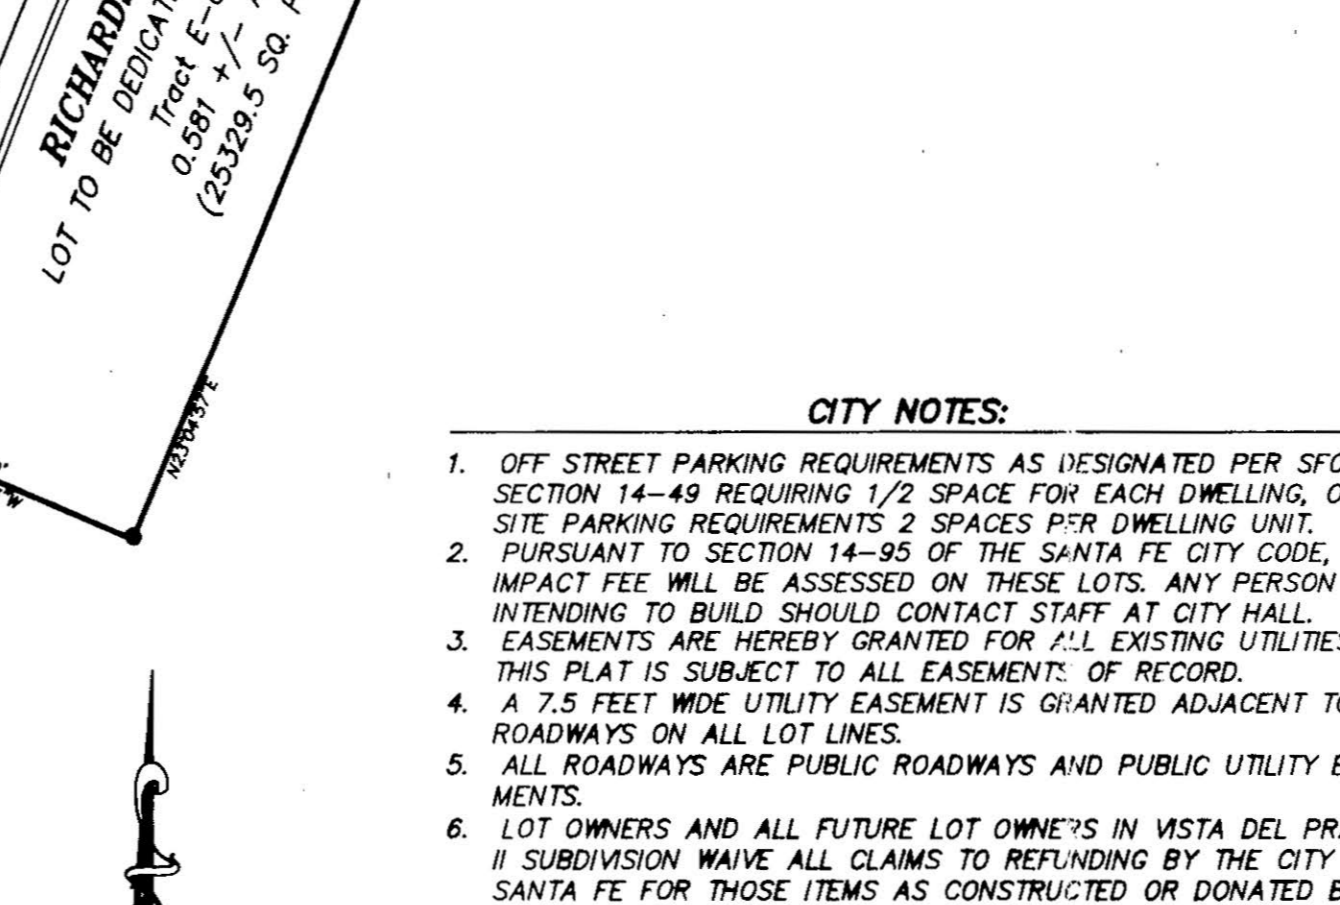 RICHARD
LOT TO BE DEDICAT
Tract E-
0.581 +/-
(25329.5 SQ.
N23°04'37"E
W
CITY NOTES:
1. OFF STREET PARKING REQUIREMENTS AS DESIGNATED PER SFC
SECTION 14-49 REQUIRING 1/2 SPACE FOR EACH DWELLING, O
SITE PARKING REQUIREMENTS 2 SPACES PER DWELLING UNIT.
2. PURSUANT TO SECTION 14-95 OF THE SANTA FE CITY CODE,
IMPACT FEE WILL BE ASSESSED ON THESE LOTS. ANY PERSON
INTENDING TO BUILD SHOULD CONTACT STAFF AT CITY HALL.
3. EASEMENTS ARE HEREBY GRANTED FOR ALL EXISTING UTILITIES
THIS PLAT IS SUBJECT TO ALL EASEMENTS OF RECORD.
4. A 7.5 FEET WIDE UTILITY EASEMENT IS GRANTED ADJACENT TO
ROADWAYS ON ALL LOT LINES.
5. ALL ROADWAYS ARE PUBLIC ROADWAYS AND PUBLIC UTILITY E
MENTS.
6. LOT OWNERS AND ALL FUTURE LOT OWNERS IN VISTA DEL PR
II SUBDIVISION WAIVE ALL CLAIMS TO REFUNDING BY THE CITY
SANTA FE FOR THOSE ITEMS AS CONSTRUCTED OR DONATED B